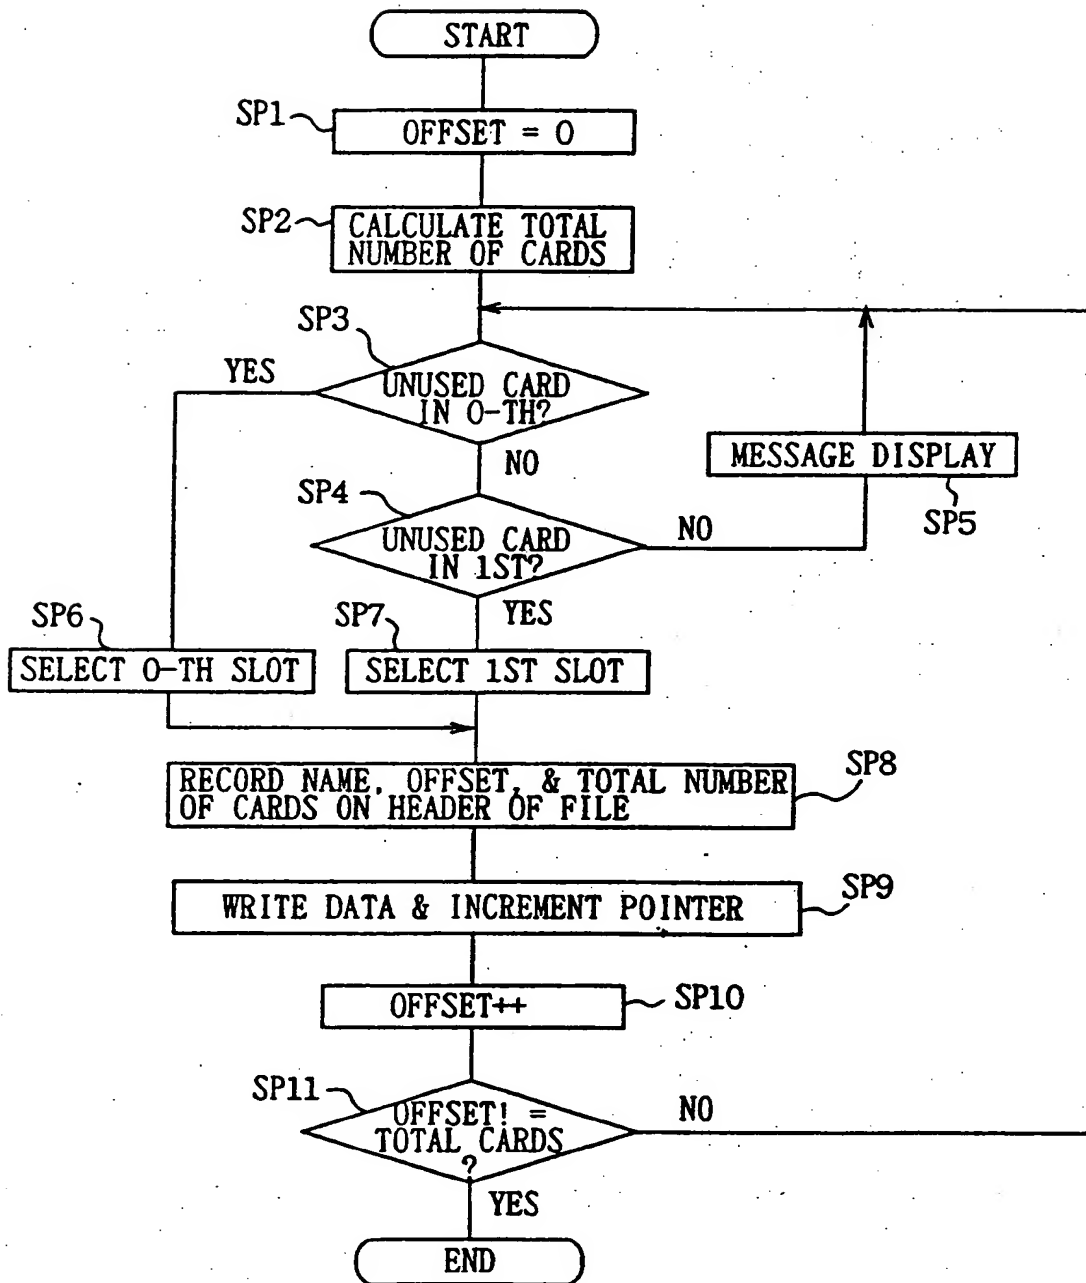 START
SP1
OFFSET = 0
SP2
CALCULATE TOTAL
NUMBER OF CARDS
SP3
YES
UNUSED CARD
IN 0-TH?
NO
MESSAGE DISPLAY
SP5
SP4
UNUSED CARD
IN 1ST?
NO
YES
SP6
SELECT 0-TH SLOT
SP7
SELECT 1ST SLOT
RECORD NAME, OFFSET, & TOTAL NUMBER
OF CARDS ON HEADER OF FILE
SP8
WRITE DATA & INCREMENT POINTER
SP9
OFFSET++
SP10
SP11
OFFSET! =
TOTAL CARDS
?
NO
YES
END